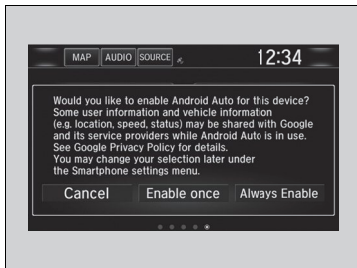 MAP AUDIO SOURCE 12:34
Would you like to enable Android Auto for this device?
Some user information and vehicle information
(e.g. location, speed, status) may be shared with Google
and its service providers while Android Auto is in use.
See Google Privacy Policy for details.
You may change your selection later under
the Smartphone settings menu.
Cancel Enable once Always Enable